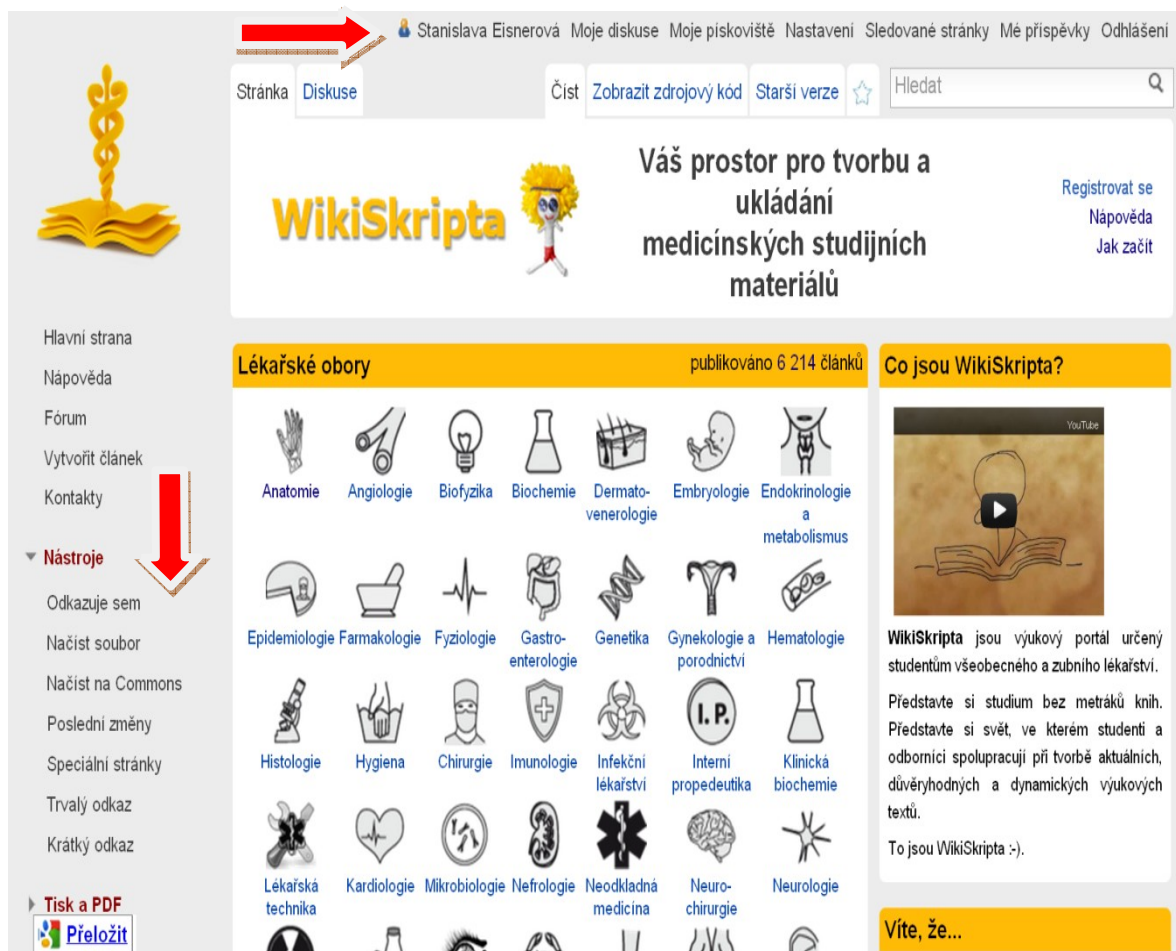 Stanislava Eisnerová Moje diskuse Moje pískoviště Nastavení Sledované stránky Mé příspěvky Odhlášení
Stránka Diskuse Číst Zobrazit zdrojový kód Starší verze Hledat
WikiSkripta
Váš prostor pro tvorbu a
ukládání
medicínských studijních
materiálů
Registrovat se
Nápověda
Jak začít
Hlavní strana
Nápověda
Fórum
Vytvořit článek
Kontakty
Nástroje
Odkazuje sem
Načíst soubor
Načíst na Commons
Poslední změny
Speciální stránky
Trvalý odkaz
Krátký odkaz
Tisk a PDF
Přeložit
Lékařské obory publikováno 6 214 článků
Anatomie Angiologie Biofyzika Biochemie Dermato- Embryologie Endokrinologie
venerologie a
metabolismus
Epidemiologie Farmakologie Fyziologie Gastro- Genetika Gynekologie a Hematologie
enterologie porodnictví
I. P.
Histologie Hygiena Chirurgie Imunologie Infekční Interní Klinická
lékařství propedeutika biochemie
Lékařská Kardiologie Mikrobiologie Nefrologie Neodkladná Neuro- Neurologie
technika medicína chirurgie
Co jsou WikiSkripta?
YouTube
WikiSkripta jsou výukový portál určený
studentům všeobecného a zubního lékařství.
Představte si studium bez metráků knih.
Představte si svět, ve kterém studenti a
odborníci spolupracují při tvorbě aktuálních,
důvěryhodných a dynamických výukových
textů.
To jsou WikiSkripta :-).
Víte, že...